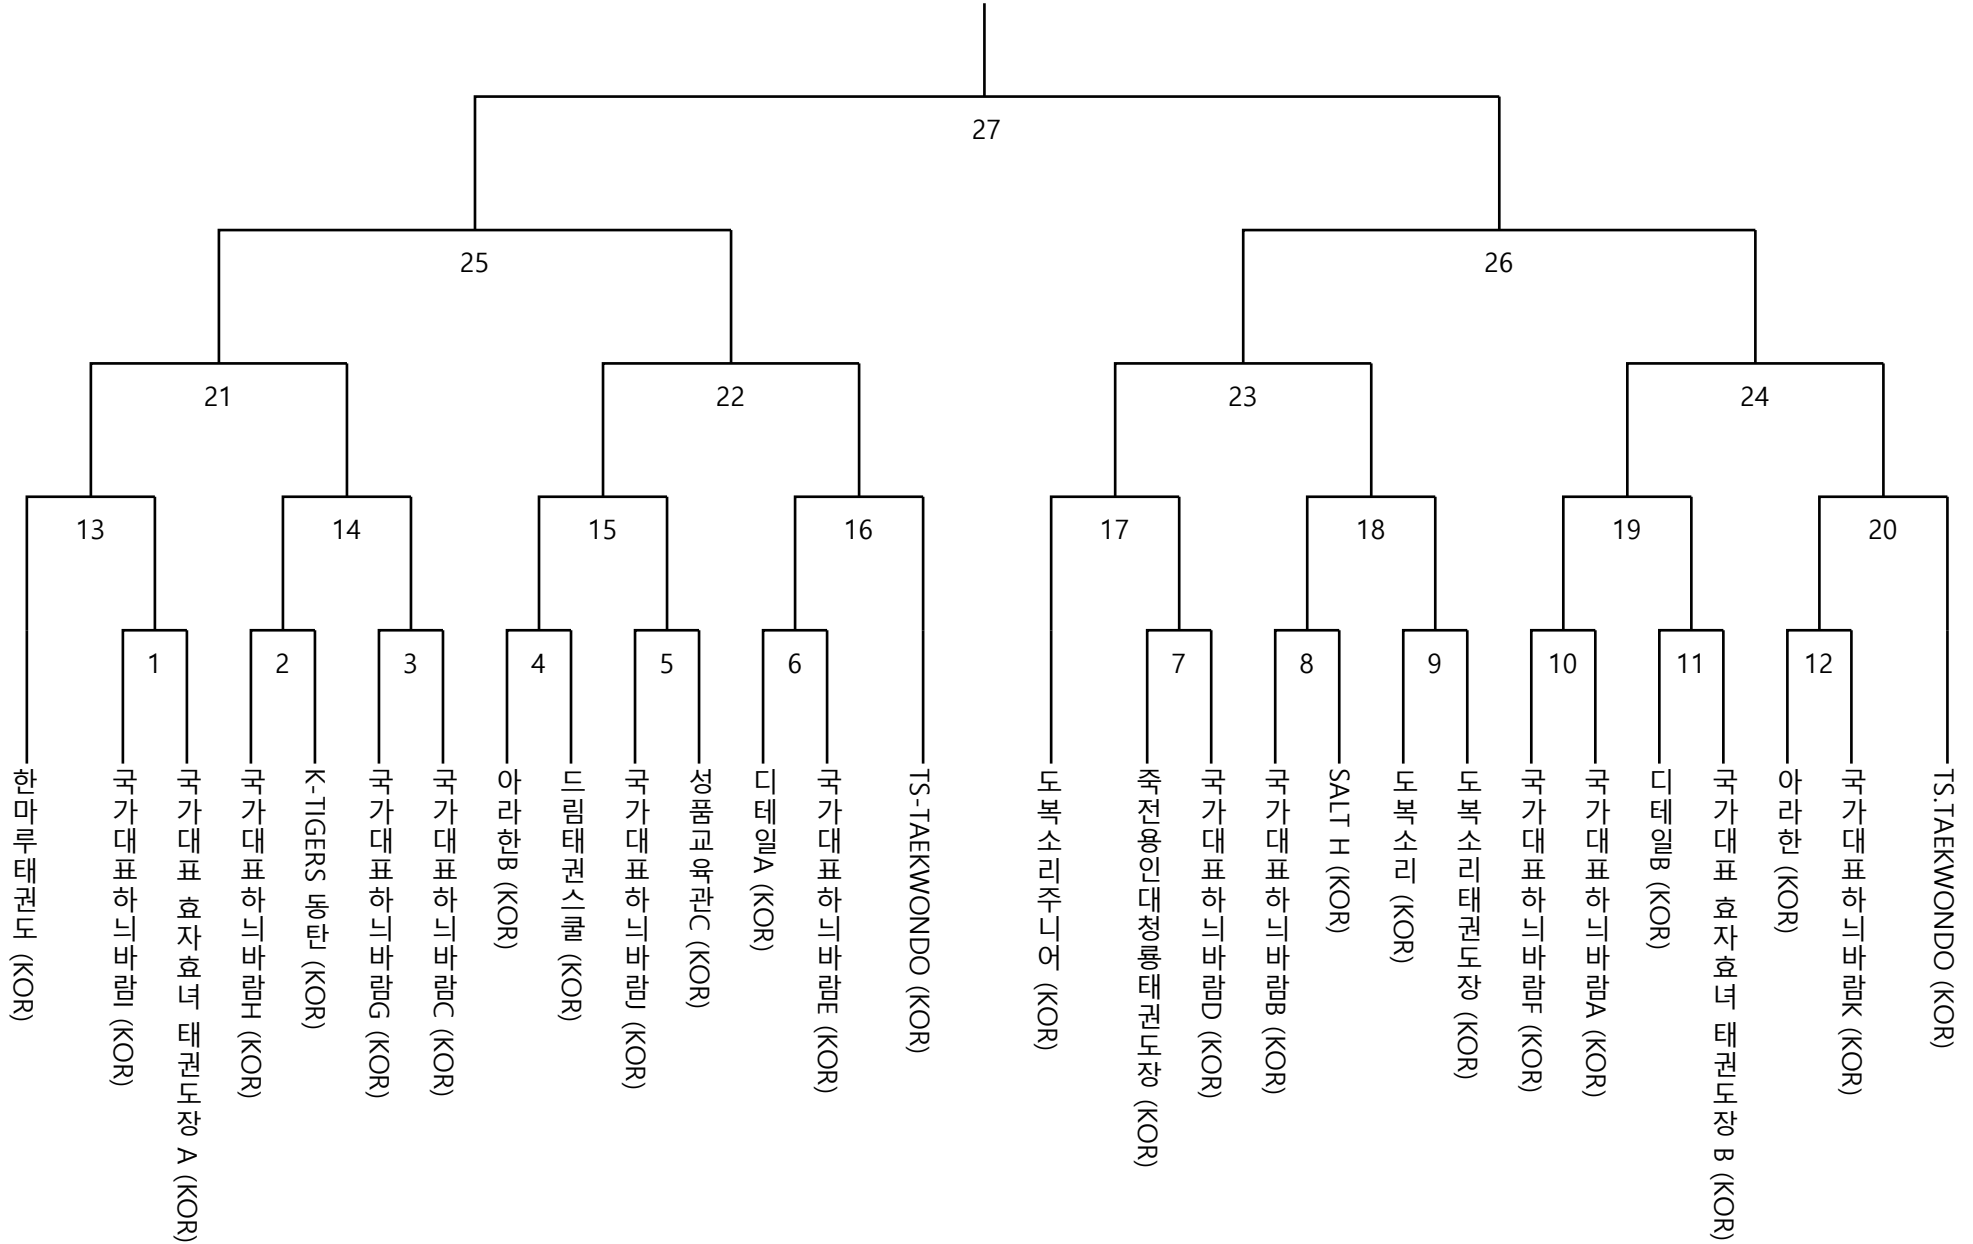 27
25
26
21
22
23
24
13
14
15
16
17
18
19
20
1
2
3
4
5
6
7
8
9
10
11
12
한마루태권도 (KOR)
국가대표하늬바람I (KOR)
국가대표 효자효녀 태권도장 A (KOR)
국가대표하늬바람H (KOR)
K-TIGERS 동탄 (KOR)
국가대표하늬바람G (KOR)
국가대표하늬바람C (KOR)
아라한B (KOR)
드림태권스쿨 (KOR)
국가대표하늬바람J (KOR)
성품교육관C (KOR)
디테일A (KOR)
국가대표하늬바람E (KOR)
TS-TAEKWONDO (KOR)
도복소리주니어 (KOR)
죽전용인대청룡태권도장 (KOR)
국가대표하늬바람D (KOR)
국가대표하늬바람B (KOR)
SALT H (KOR)
도복소리 (KOR)
도복소리태권도장 (KOR)
국가대표하늬바람F (KOR)
국가대표하늬바람A (KOR)
디테일B (KOR)
국가대표 효자효녀 태권도장 B (KOR)
아라한 (KOR)
국가대표하늬바람K (KOR)
TS.TAEKWONDO (KOR)